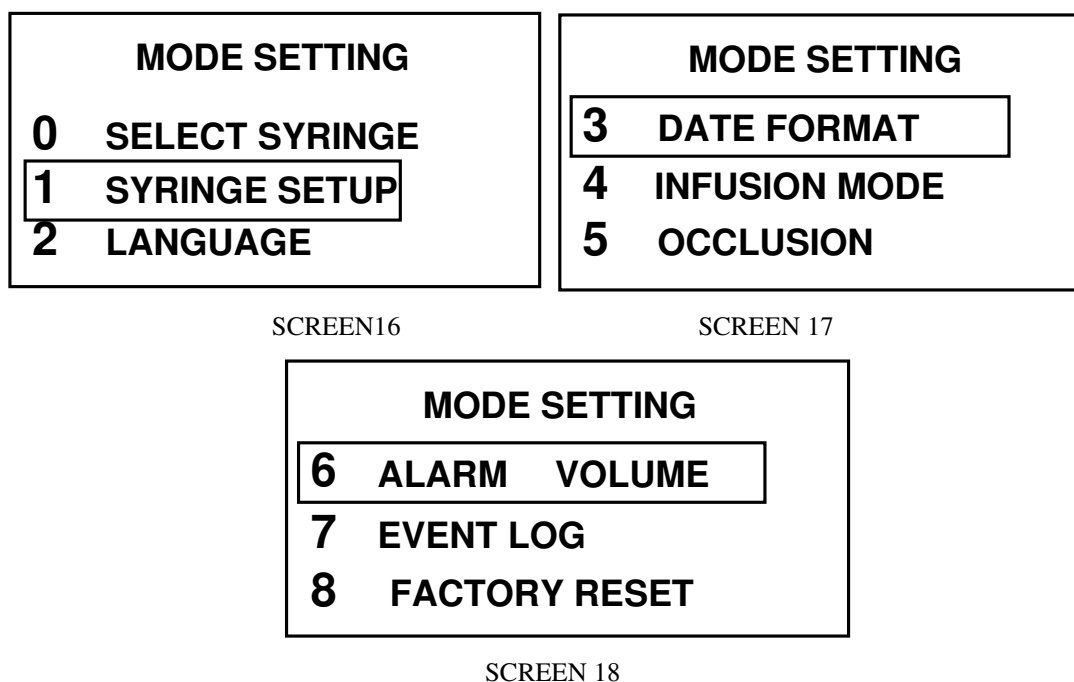 MODE SETTING
0 SELECT SYRINGE
1 SYRINGE SETUP
2 LANGUAGE
SCREEN16
MODE SETTING
3 DATE FORMAT
4 INFUSION MODE
5 OCCLUSION
SCREEN 17
MODE SETTING
6 ALARM VOLUME
7 EVENT LOG
8 FACTORY RESET
SCREEN 18